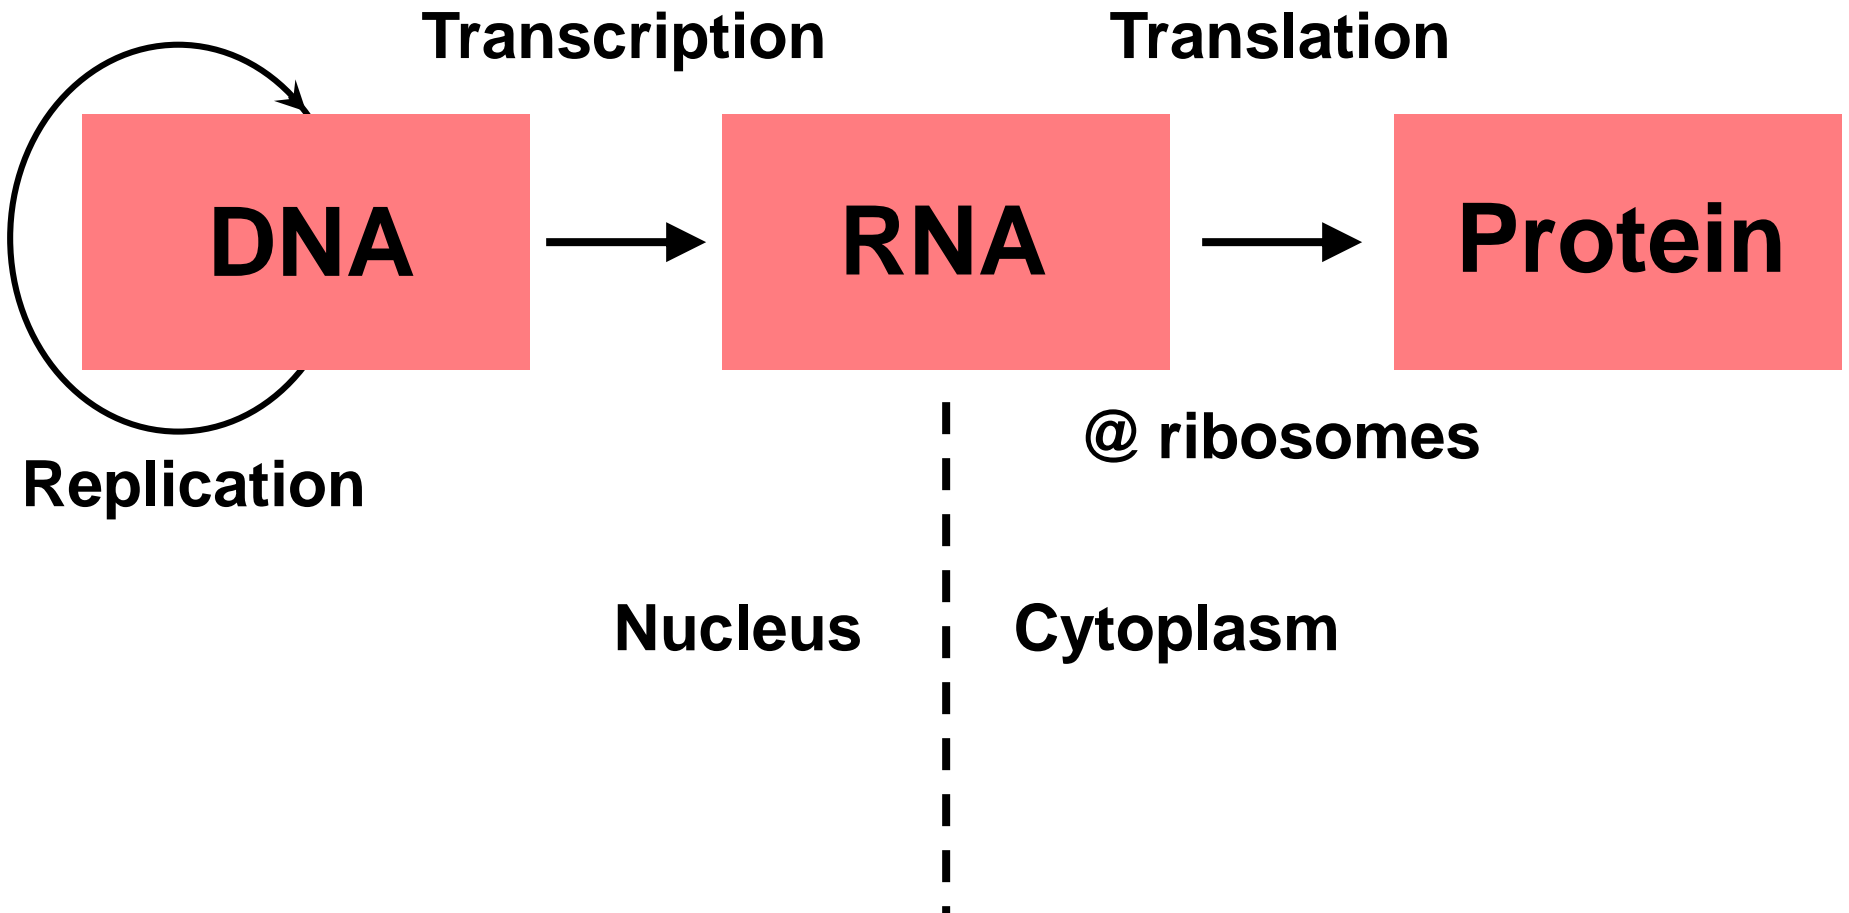 Transcription
Translation
DNA
RNA
Protein
@ ribosomes
Replication
Nucleus
Cytoplasm